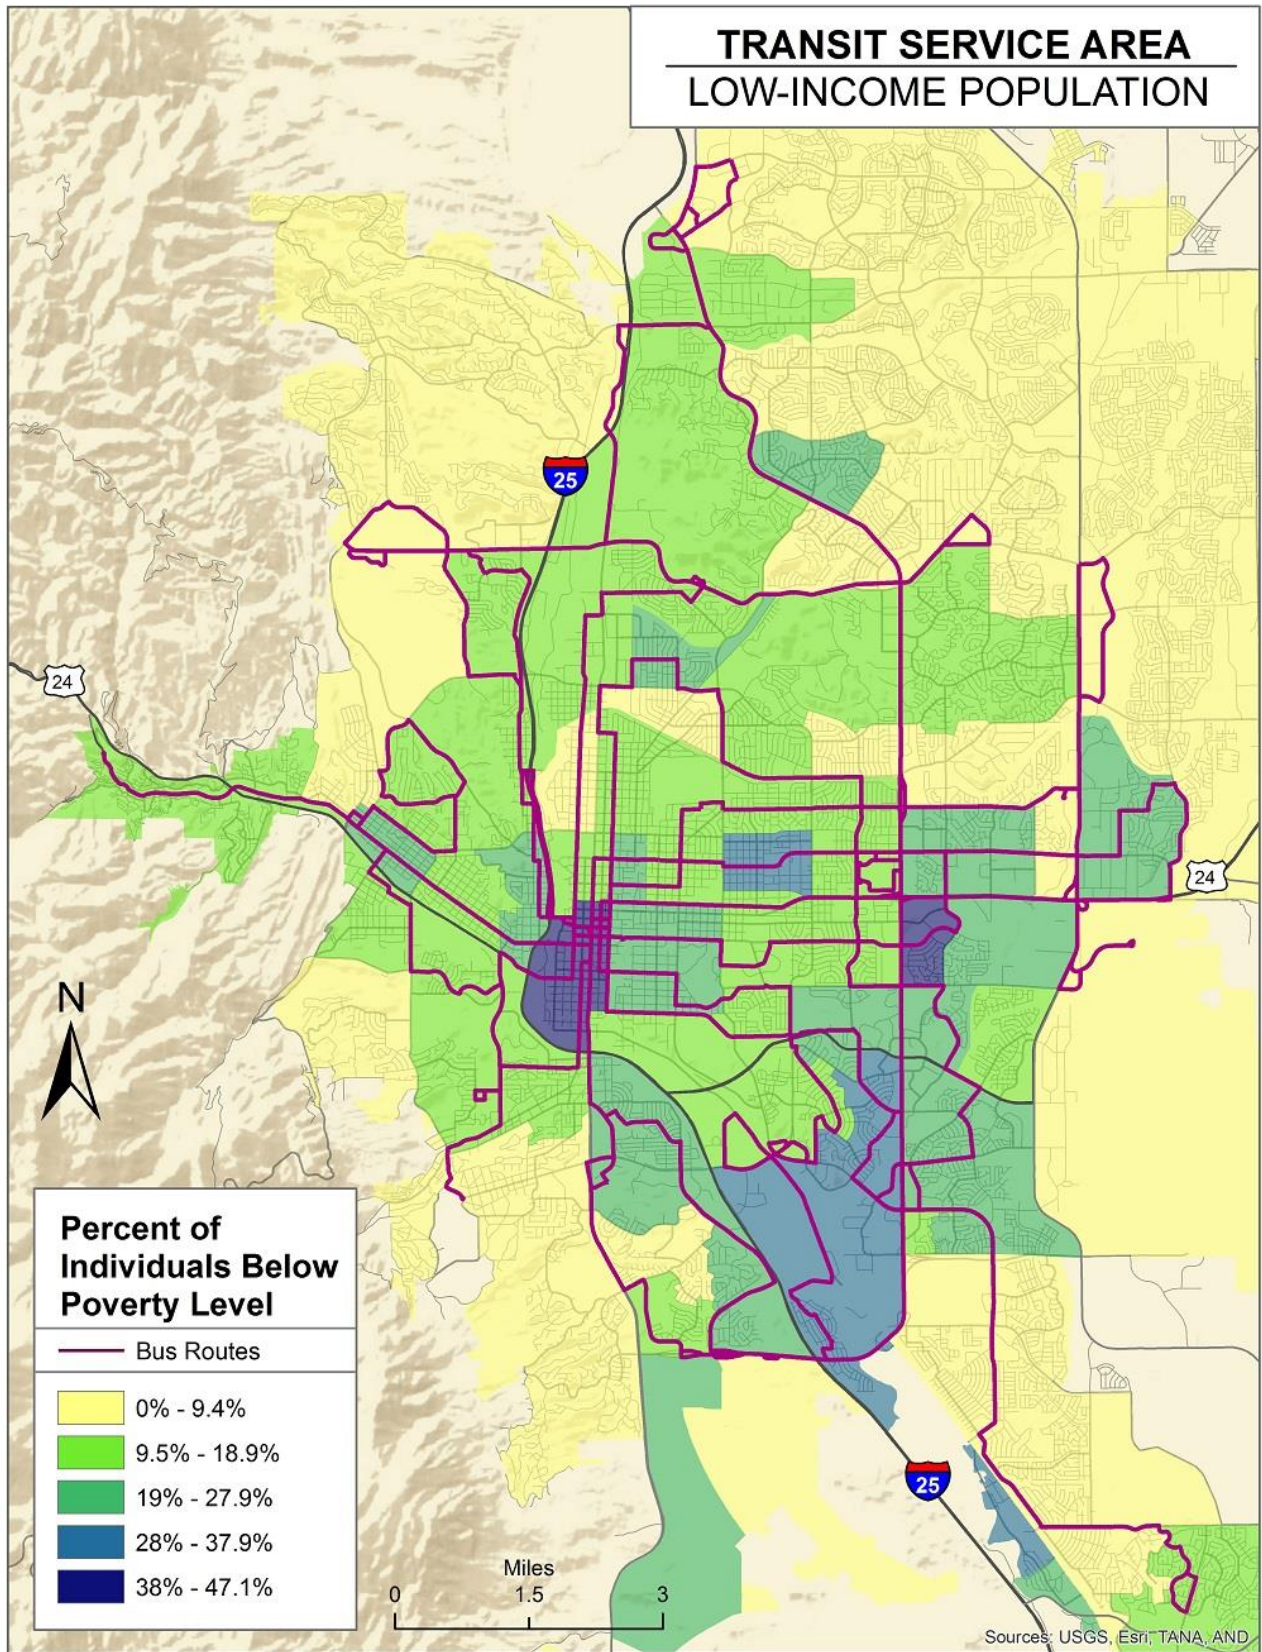 TRANSIT SERVICE AREA
LOW-INCOME POPULATION
25
24
24
N
25
Percent of
Individuals Below
Poverty Level
Bus Routes
0% - 9.4%
9.5% - 18.9%
19% - 27.9%
28% - 37.9%
38% - 47.1%
Miles
0 1.5 3
Sources: USGS, Esri, TANA, AND